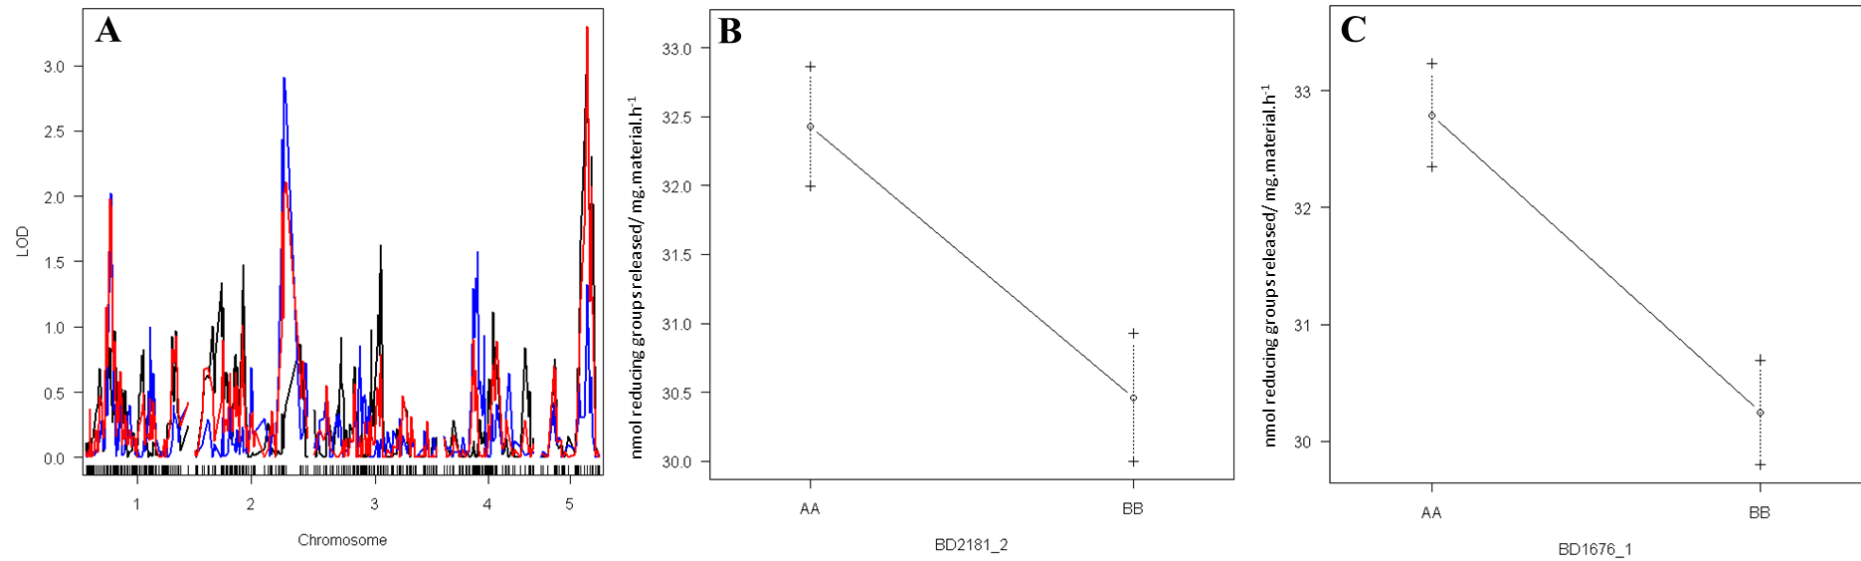 A
3.0
2.5
2.0
1.5
1.0
0.5
0.0
LOD
1 2 3 4 5
Chromosome
B
33.0
32.5
32.0
31.5
31.0
30.5
30.0
nmol reducing groups released/ mg.material.h-1
AA BB
BD2181_2
C
33
32
31
30
nmol reducing groups released/ mg.material.h-1
AA BB
BD1676_1